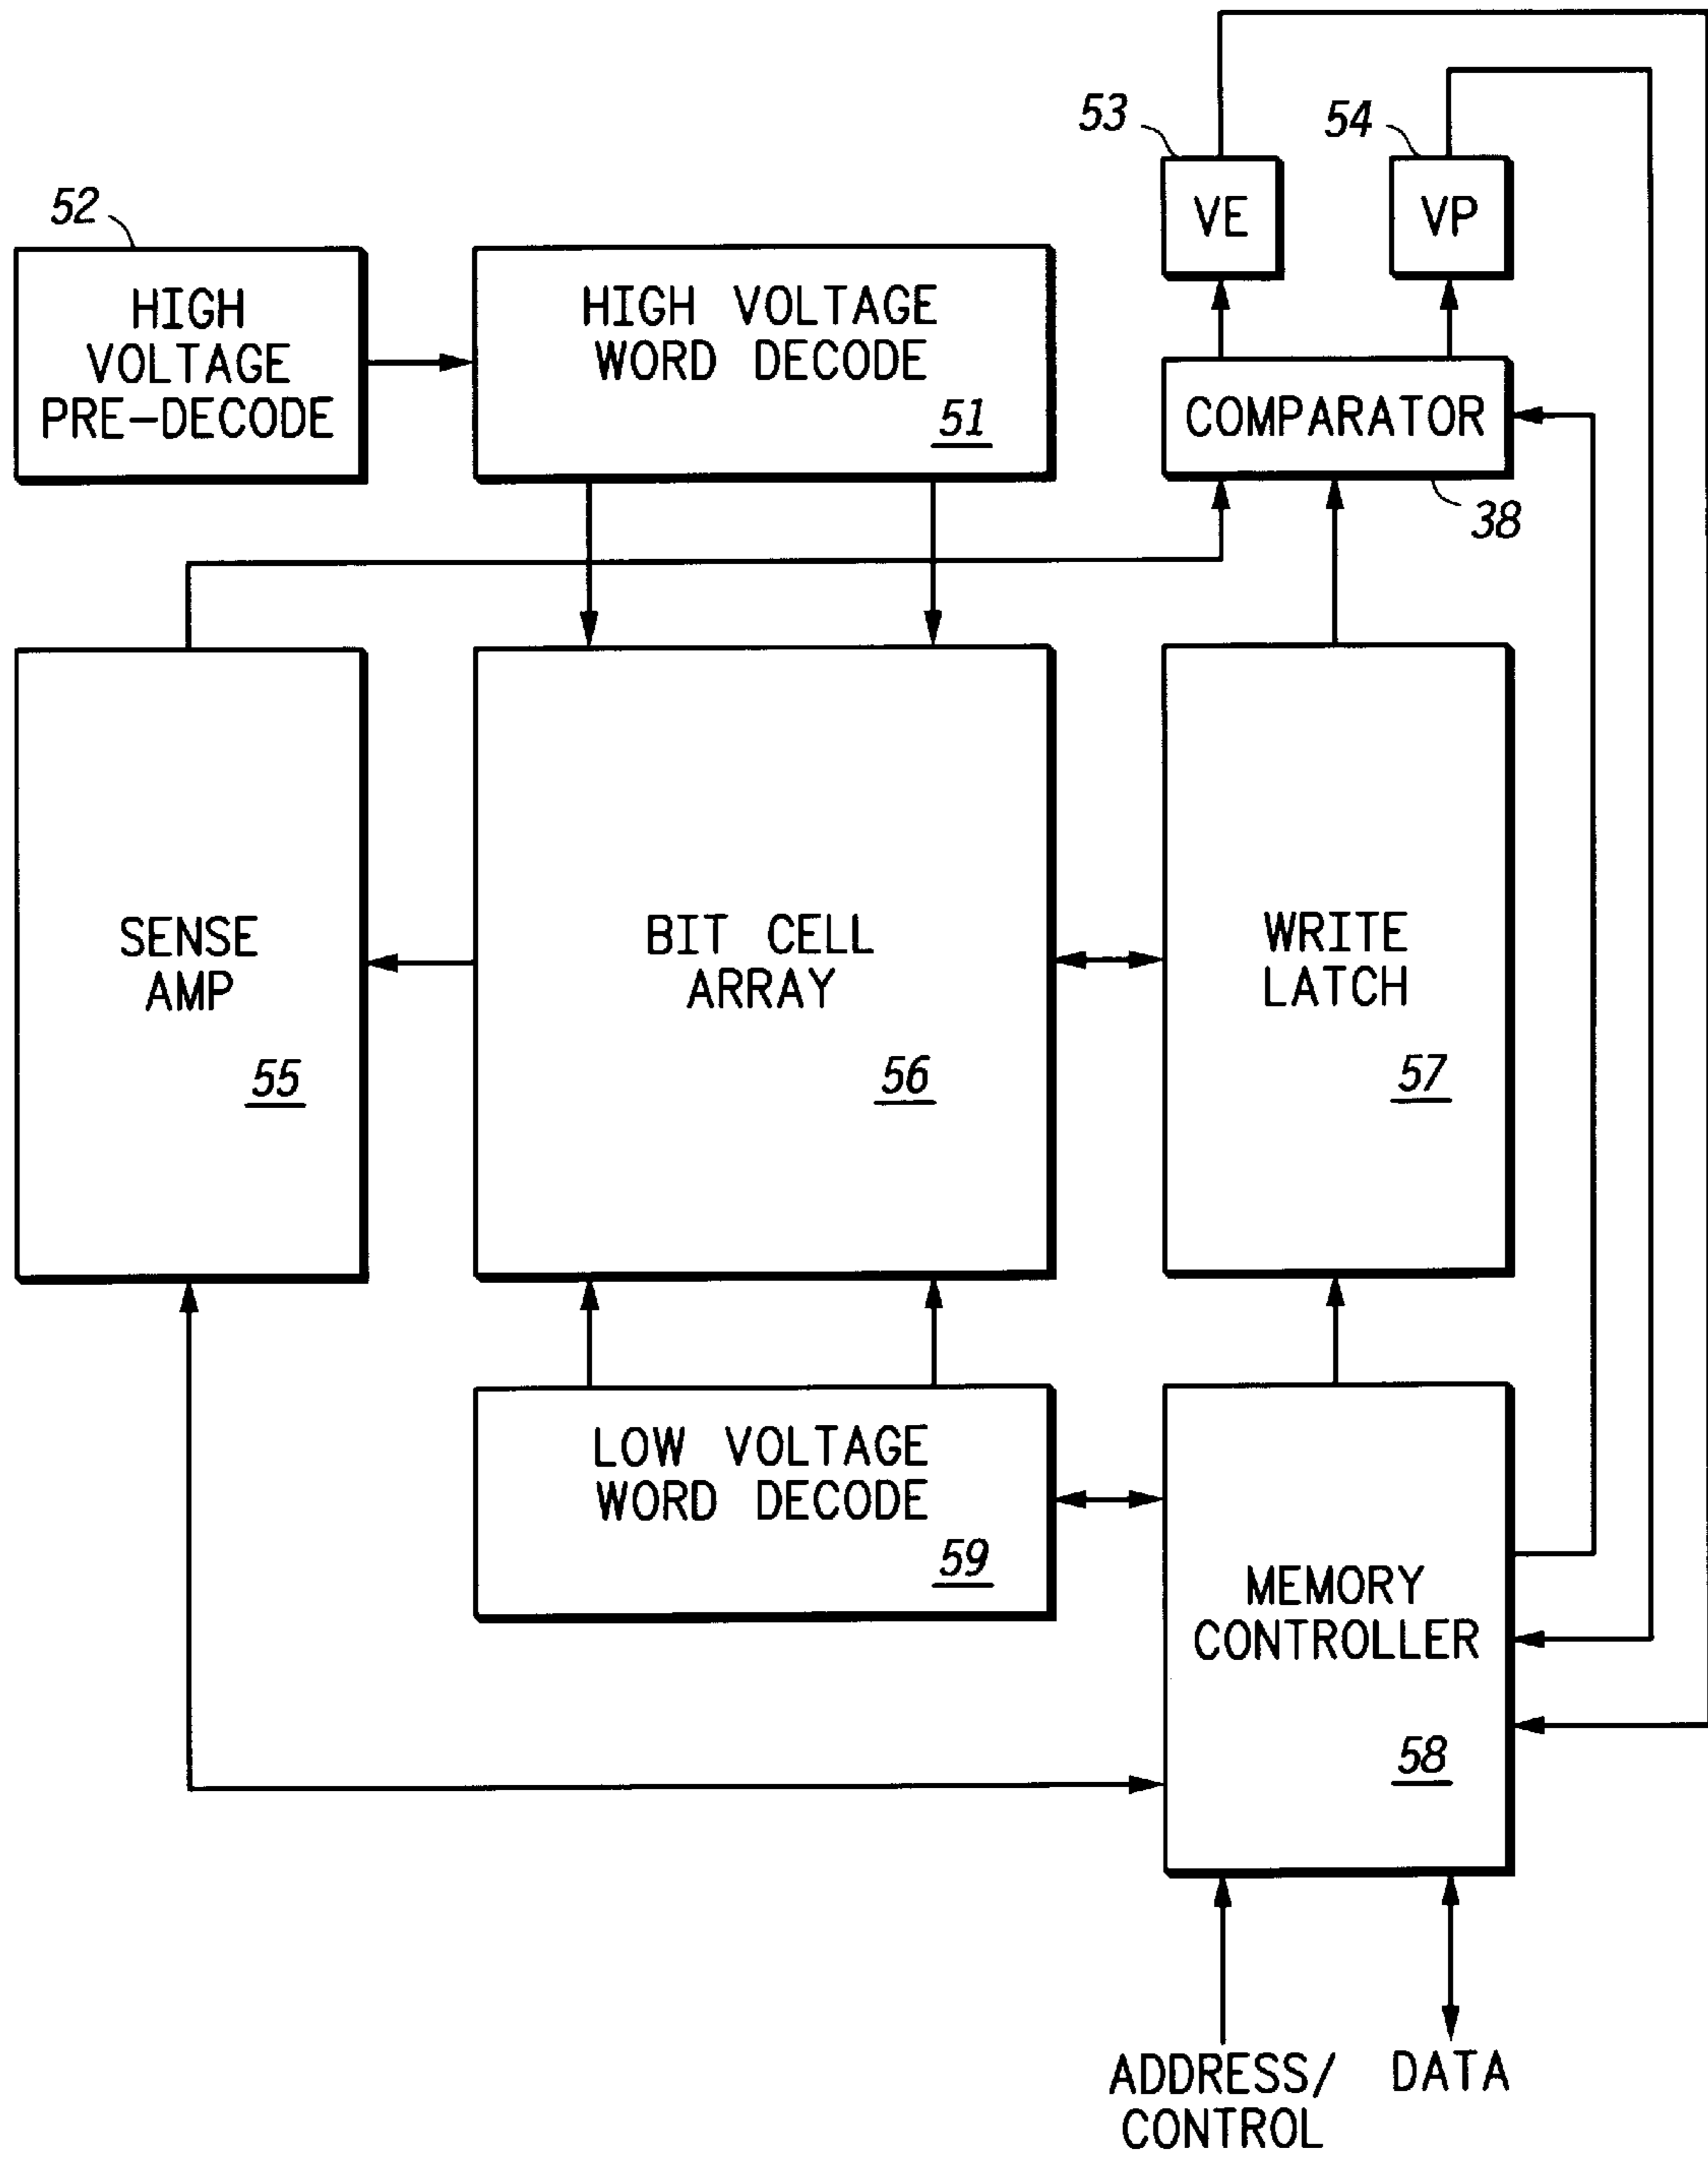 53
54
VE
VP
52
HIGH
VOLTAGE
PRE-DECODE
HIGH VOLTAGE
WORD DECODE
51
COMPARATOR
38
SENSE
AMP
55
BIT CELL
ARRAY
56
WRITE
LATCH
57
LOW VOLTAGE
WORD DECODE
59
MEMORY
CONTROLLER
58
ADDRESS/
CONTROL
DATA